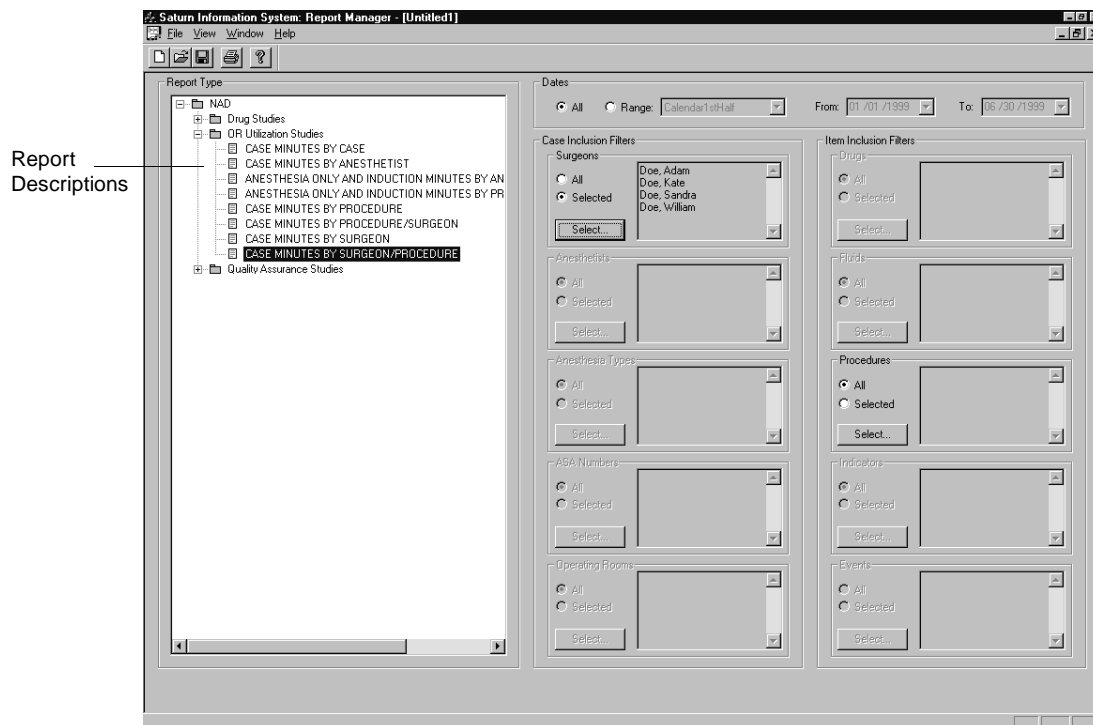 Saturn Information System: Report Manager - [Untitled1]
File View Window Help
Report Type
NAD
Drug Studies
OR Utilization Studies
CASE MINUTES BY CASE
CASE MINUTES BY ANESTHETIST
ANESTHESIA ONLY AND INDUCTION MINUTES BY AN
ANESTHESIA ONLY AND INDUCTION MINUTES BY PR
CASE MINUTES BY PROCEDURE
CASE MINUTES BY PROCEDURE/SURGEON
CASE MINUTES BY SURGEON
CASE MINUTES BY SURGEON/PROCEDURE
Quality Assurance Studies
Report
Descriptions
Dates
All Range: Calendar1stHalf From: 01 /01 /1999 To: 06 /30 /1999
Case Inclusion Filters
Surgeons
All
Selected
Select...
Doe, Adam
Doe, Kate
Doe, Sandra
Doe, William
Anesthetists
All
Selected
Select...
Anesthesia Types
All
Selected
Select...
ASA Numbers
All
Selected
Select...
Operating Rooms
All
Selected
Select...
Item Inclusion Filters
Drugs
All
Selected
Select...
Fluids
All
Selected
Select...
Procedures
All
Selected
Select...
Indicators
All
Selected
Select...
Events
All
Selected
Select...